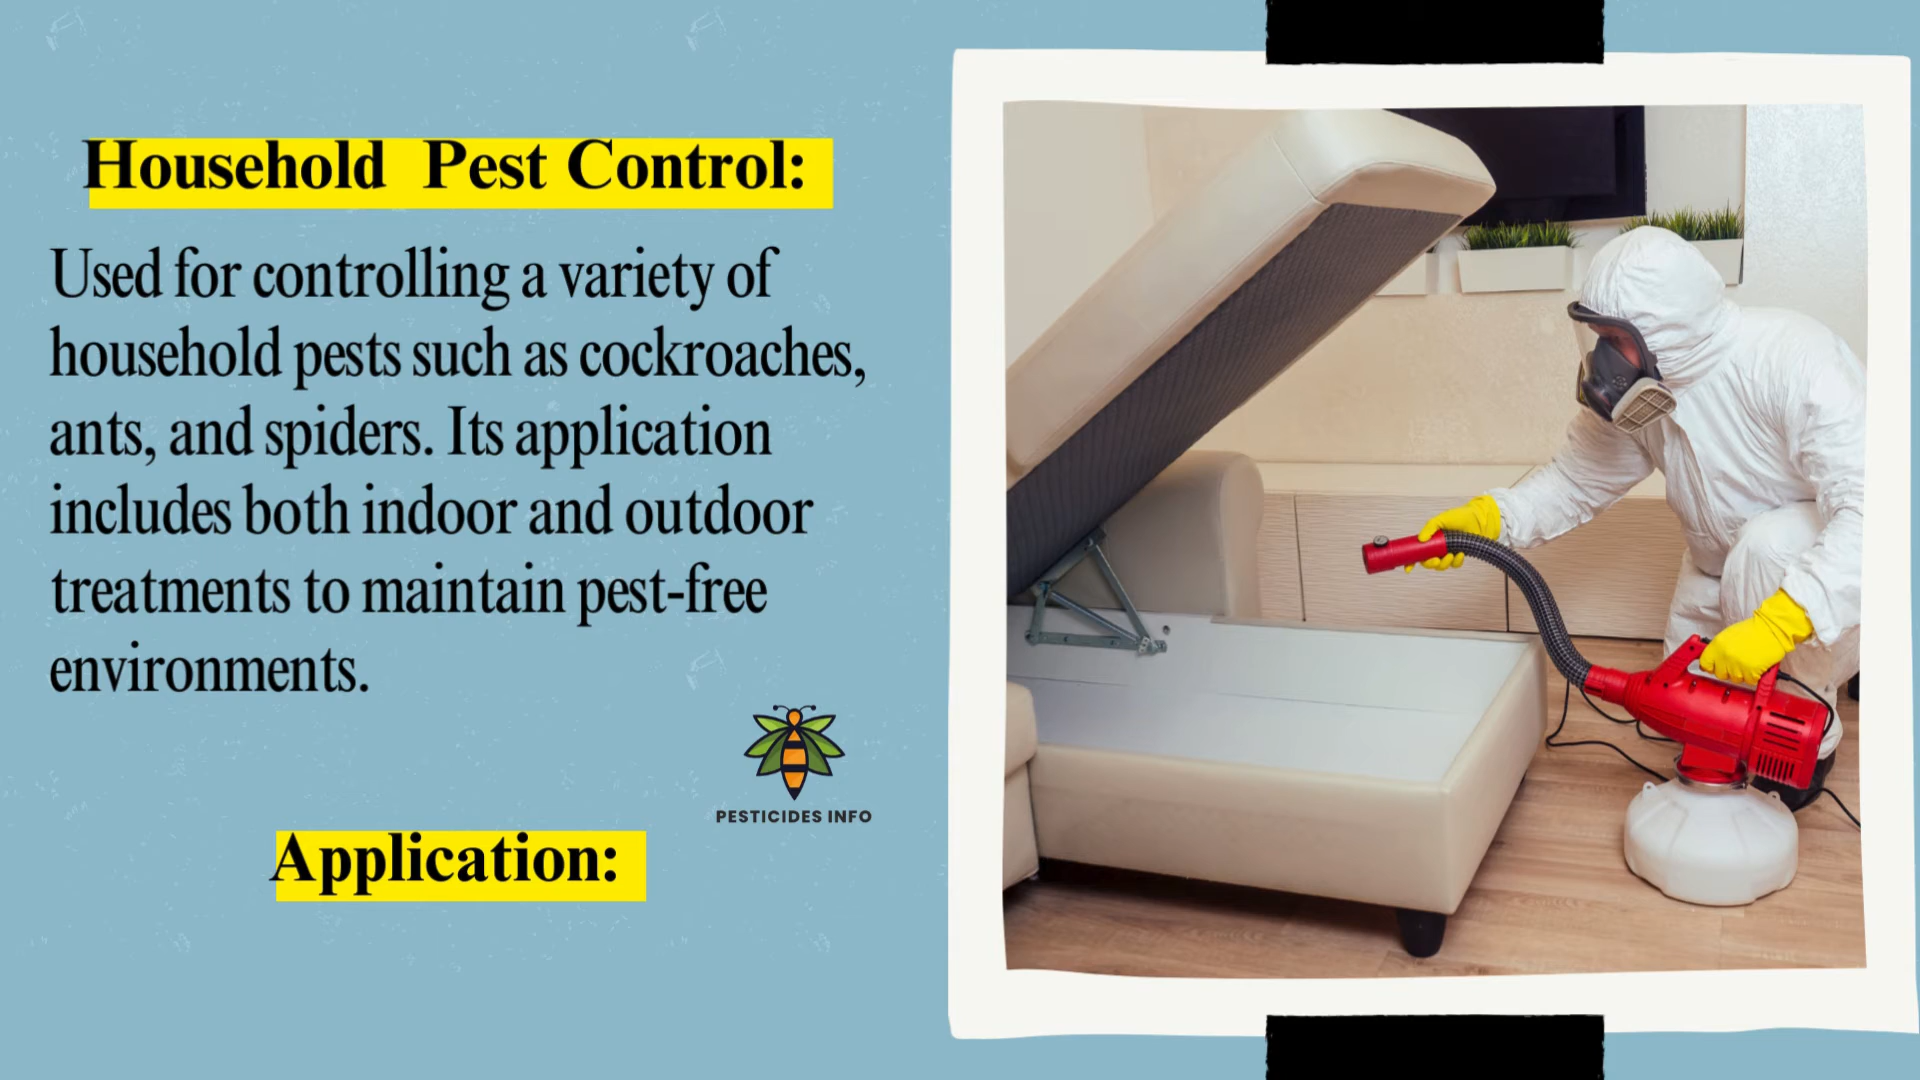 Household Pest Control:
Used for controlling a variety of
household pests such as cockroaches,
ants, and spiders. Its application
includes both indoor and outdoor
treatments to maintain pest-free
environments.
PESTICIDES INFO
Application: